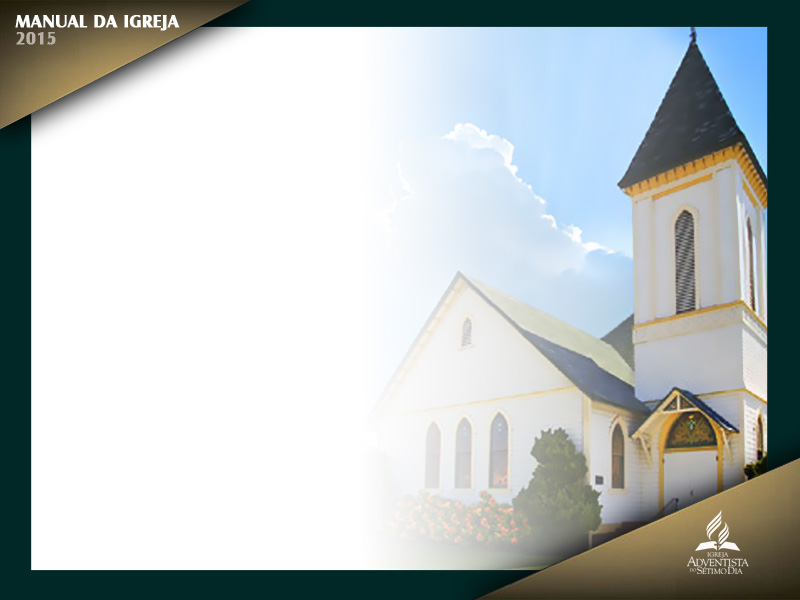 MANUAL DA IGREJA
2015
IGREJA
ADVENTISTA
DO SÉTIMO DIA